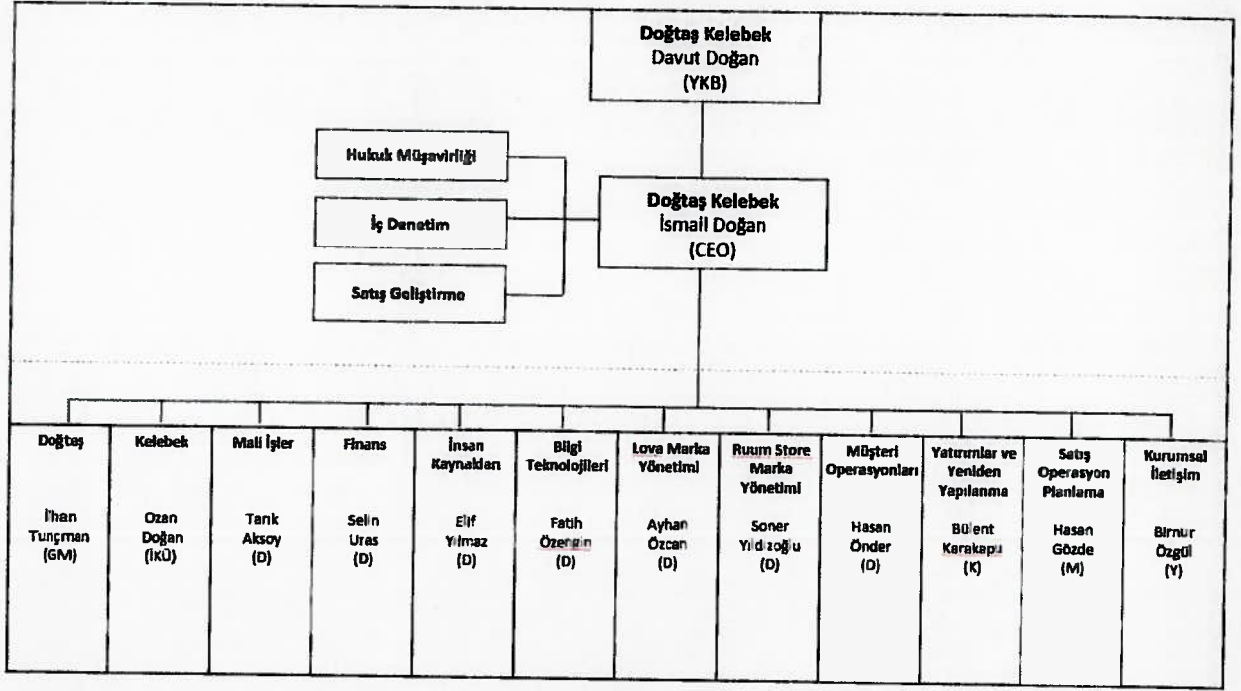 Doğtaş Kelebek
Davut Doğan
(YKB)
Hukuk Müşavirliği
İç Denetim
Satış Geliştirme
Doğtaş Kelebek
İsmail Doğan
(CEO)
Doğtaş
İlhan
Tunçman
(GM)
Kelebek
Ozan
Doğan
(İKÜ)
Mali İşler
Tarık
Aksoy
(D)
Finans
Selin
Uras
(D)
İnsan
Kaynakları
Elif
Yılmaz
(D)
Bilgi
Teknolojileri
Fatih
Özengin
(D)
Lova Marka
Yönetimi
Ayhan
Özcan
(D)
Ruum Store
Marka
Yönetimi
Soner
Yıldızoğlu
(D)
Müşteri
Operasyonları
Hasan
Önder
(D)
Yatırımlar ve
Yeniden
Yapılanma
Bülent
Karakapu
(K)
Satış
Operasyon
Planlama
Hasan
Gözde
(M)
Kurumsal
İletişim
Birnur
Özgül
(Y)